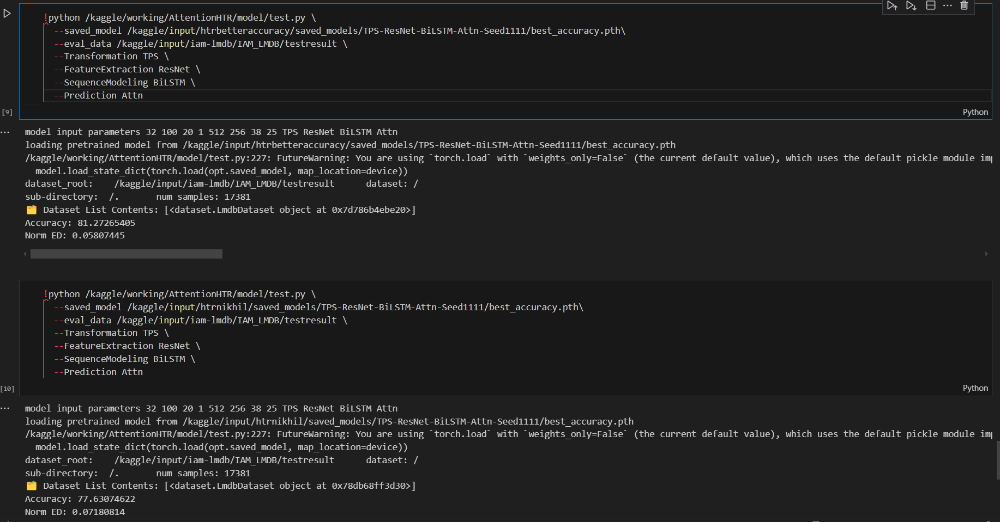 !python /kaggle/working/AttentionHTR/model/test.py \
--saved_model /kaggle/input/htrbetteraccuracy/saved_models/TPS-ResNet-BiLSTM-Attn-Seed1111/best_accuracy.pth\
--eval_data /kaggle/input/iam-lmdb/IAM_LMDB/testresult \
--Transformation TPS \
--FeatureExtraction ResNet \
--SequenceModeling BiLSTM \
--Prediction Attn
[9]
Python
model input parameters 32 100 20 1 512 256 38 25 TPS ResNet BiLSTM Attn
loading pretrained model from /kaggle/input/htrbetteraccuracy/saved_models/TPS-ResNet-BiLSTM-Attn-Seed1111/best_accuracy.pth
/kaggle/working/AttentionHTR/model/test.py:227: FutureWarning: You are using `torch.load` with `weights_only=False` (the current default value), which uses the default pickle module imp
model.load_state_dict(torch.load(opt.saved_model, map_location=device))
dataset_root: /kaggle/input/iam-lmdb/IAM_LMDB/testresult dataset: /
sub-directory: /. num samples: 17381
🗂️ Dataset List Contents: [<dataset.LmdbDataset object at 0x7d786b4ebe20>]
Accuracy: 81.27265405
Norm ED: 0.05807445
!python /kaggle/working/AttentionHTR/model/test.py \
--saved_model /kaggle/input/htrnikhil/saved_models/TPS-ResNet-BiLSTM-Attn-Seed1111/best_accuracy.pth\
--eval_data /kaggle/input/iam-lmdb/IAM_LMDB/testresult \
--Transformation TPS \
--FeatureExtraction ResNet \
--SequenceModeling BiLSTM \
--Prediction Attn
[10]
Python
model input parameters 32 100 20 1 512 256 38 25 TPS ResNet BiLSTM Attn
loading pretrained model from /kaggle/input/htrnikhil/saved_models/TPS-ResNet-BiLSTM-Attn-Seed1111/best_accuracy.pth
/kaggle/working/AttentionHTR/model/test.py:227: FutureWarning: You are using `torch.load` with `weights_only=False` (the current default value), which uses the default pickle module imp
model.load_state_dict(torch.load(opt.saved_model, map_location=device))
dataset_root: /kaggle/input/iam-lmdb/IAM_LMDB/testresult dataset: /
sub-directory: /. num samples: 17381
🗂️ Dataset List Contents: [<dataset.LmdbDataset object at 0x78db68ff3d30>]
Accuracy: 77.63074622
Norm ED: 0.07180814